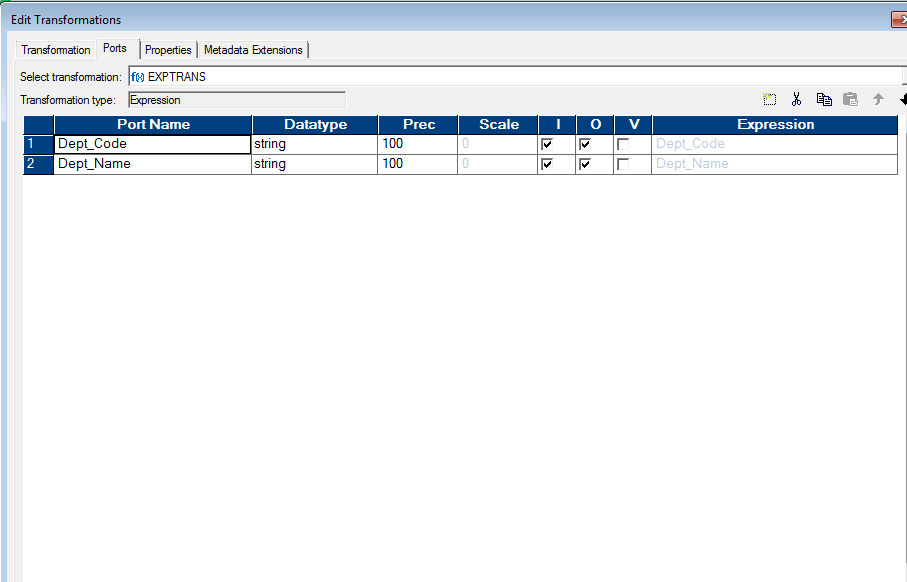 Edit Transformations
Transformation Ports Properties Metadata Extensions
Select transformation: f(x) EXPTRANS
Transformation type: Expression
Port Name Datatype Prec Scale I O V Expression
1 Dept_Code string 100 0 Dept_Code
2 Dept_Name string 100 0 Dept_Name